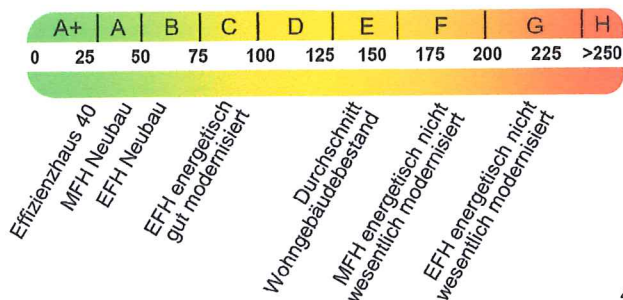 A+ A B C D E F G H
0 25 50 75 100 125 150 175 200 225 >250
Effizienzhaus 40
MFH Neubau
EFH Neubau
EFH energetisch
gut modernisiert
Durchschnitt
Wohngebäudebestand
MFH energetisch nicht
wesentlich modernisiert
EFH energetisch nicht
wesentlich modernisiert